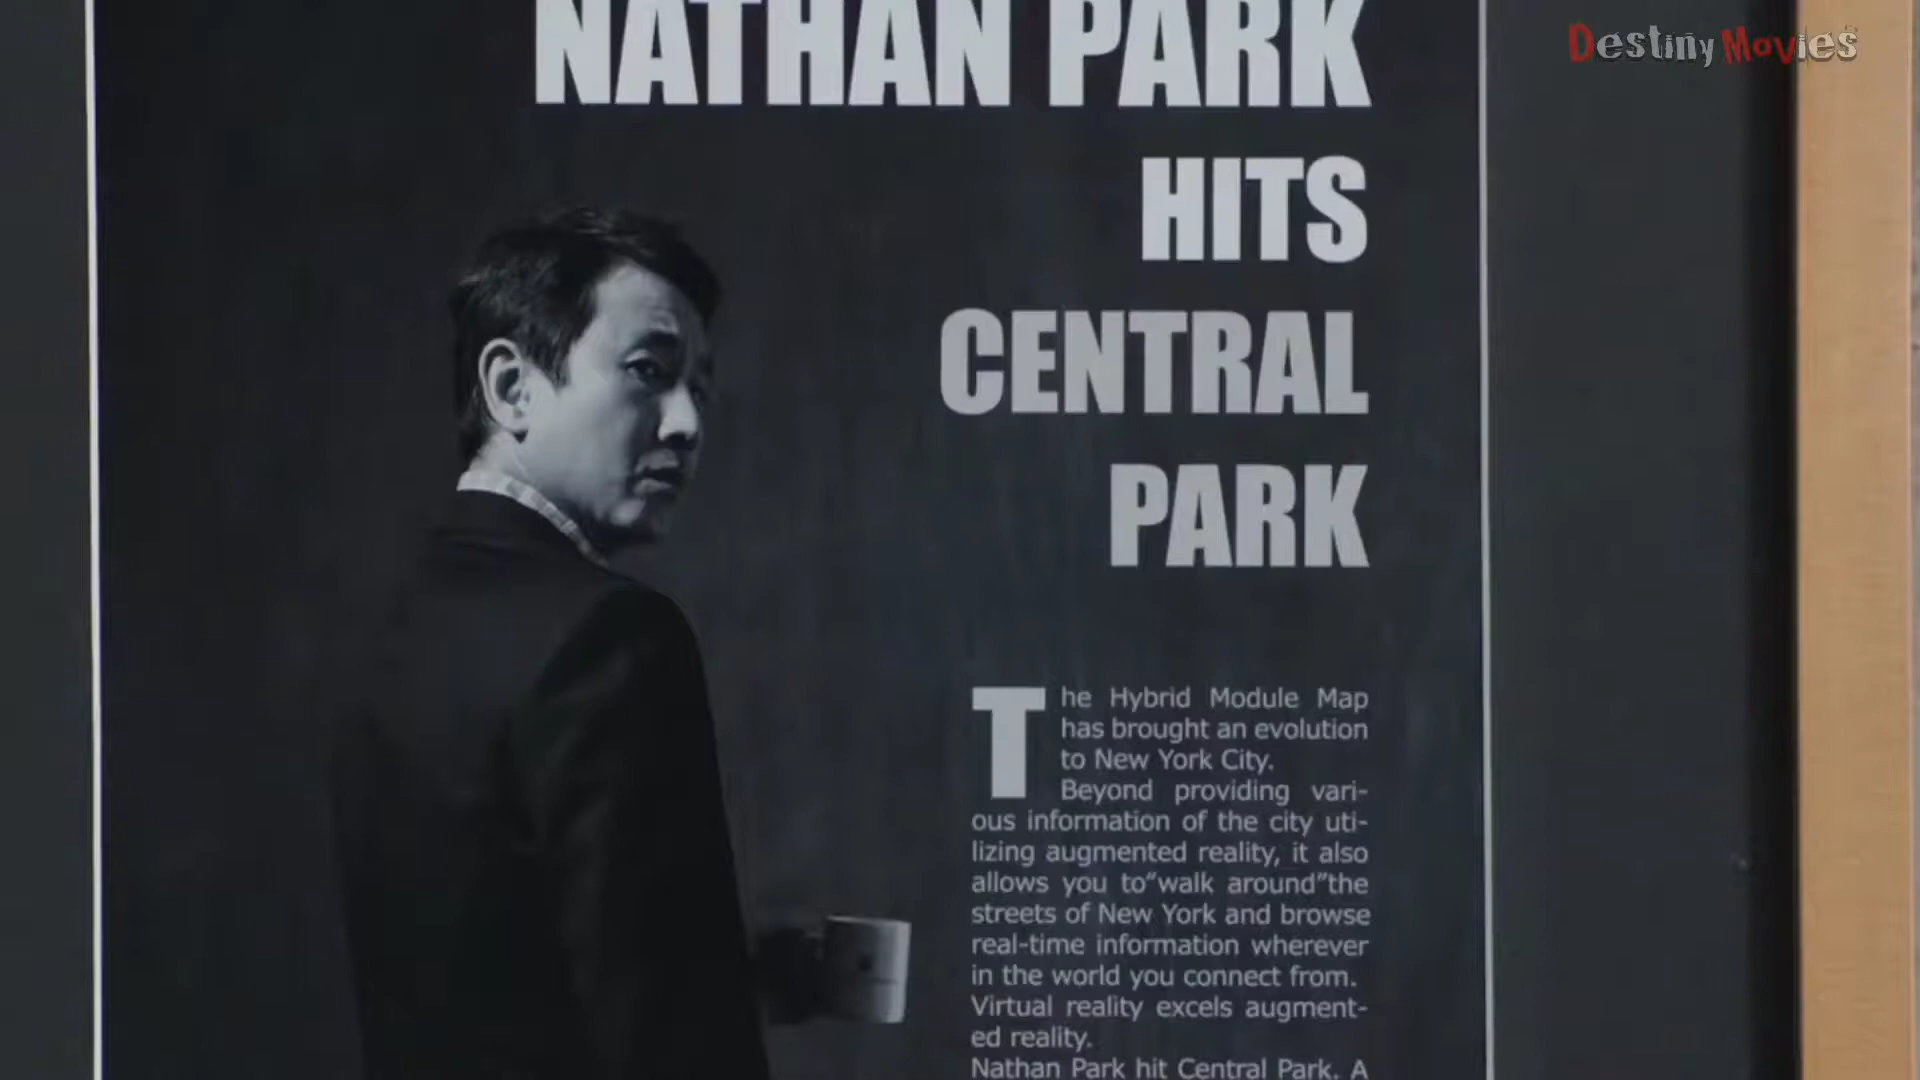 Destiny Movies
NATHAN PARK
HITS
CENTRAL
PARK
The Hybrid Module Map
has brought an evolution
to New York City.
Beyond providing vari-
ous information of the city uti-
lizing augmented reality, it also
allows you to“walk around”the
streets of New York and browse
real-time information wherever
in the world you connect from.
Virtual reality excels augment-
ed reality.
Nathan Park hit Central Park. A